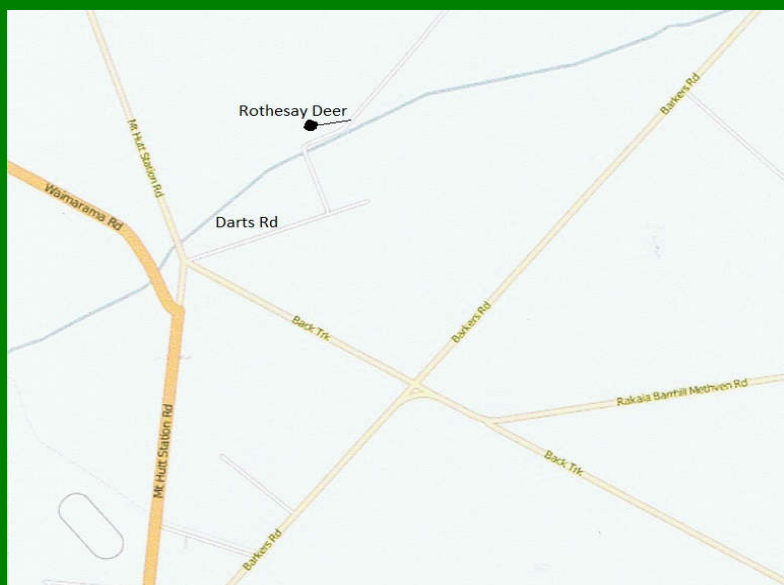 Rothesay Deer
Barkers Rd
Mt Hutt Station Rd
Waimarama Rd
Darts Rd
Back Trk
Barkers Rd
Rakaia Barrhill Methven Rd
Mt Hutt Station Rd
Back Trk
Barkers Rd